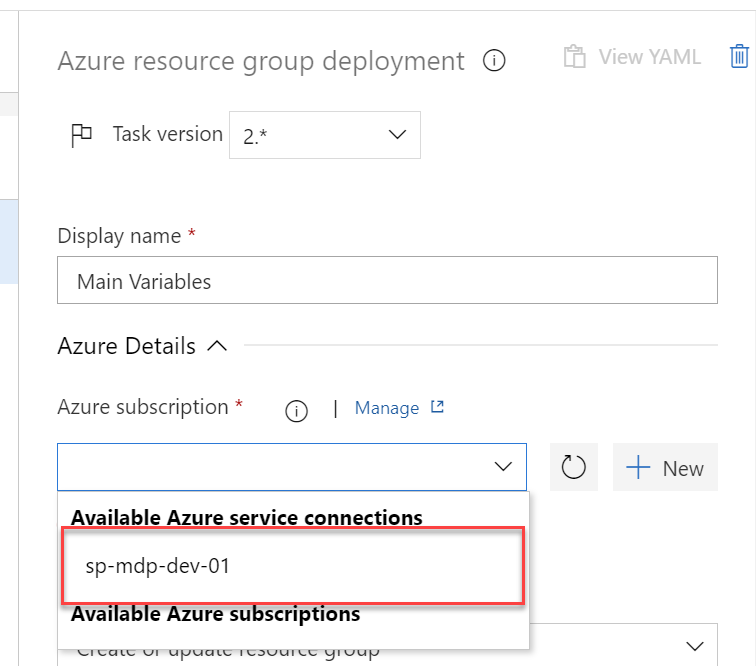 Azure resource group deployment
View YAML
Task version 2.*
Display name *
Main Variables
Azure Details
Azure subscription * | Manage
New
Available Azure service connections
sp-mdp-dev-01
Available Azure subscriptions
Create or update resource group